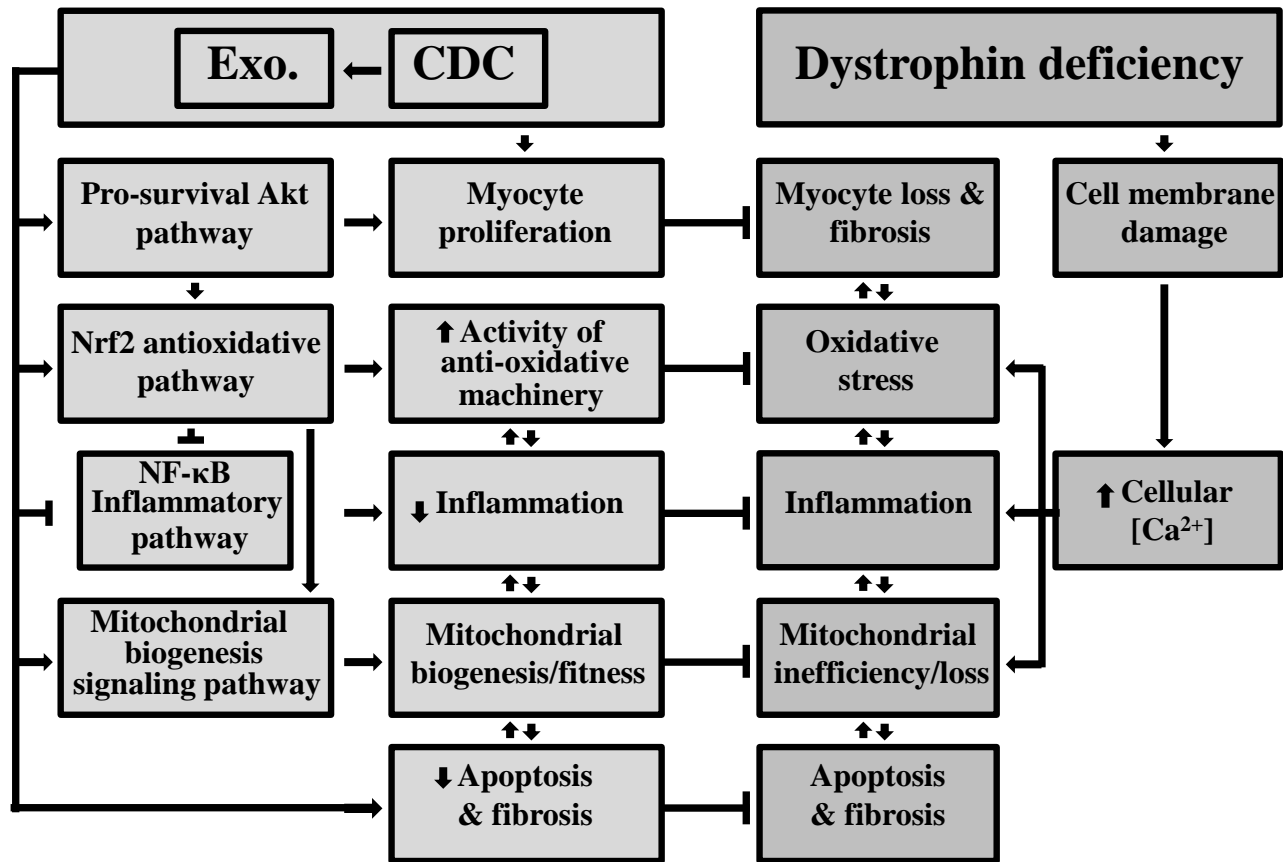 Exo.
CDC
Dystrophin deficiency
Pro-survival Akt
pathway
Myocyte
proliferation
Myocyte loss &
fibrosis
Cell membrane
damage
Nrf2 antioxidative
pathway
⬆ Activity of
anti-oxidative
machinery
Oxidative
stress
NF-κB
Inflammatory
pathway
⬇ Inflammation
Inflammation
⬆ Cellular
[Ca²⁺]
Mitochondrial
biogenesis
signaling pathway
Mitochondrial
biogenesis/fitness
Mitochondrial
inefficiency/loss
⬇ Apoptosis
& fibrosis
Apoptosis
& fibrosis